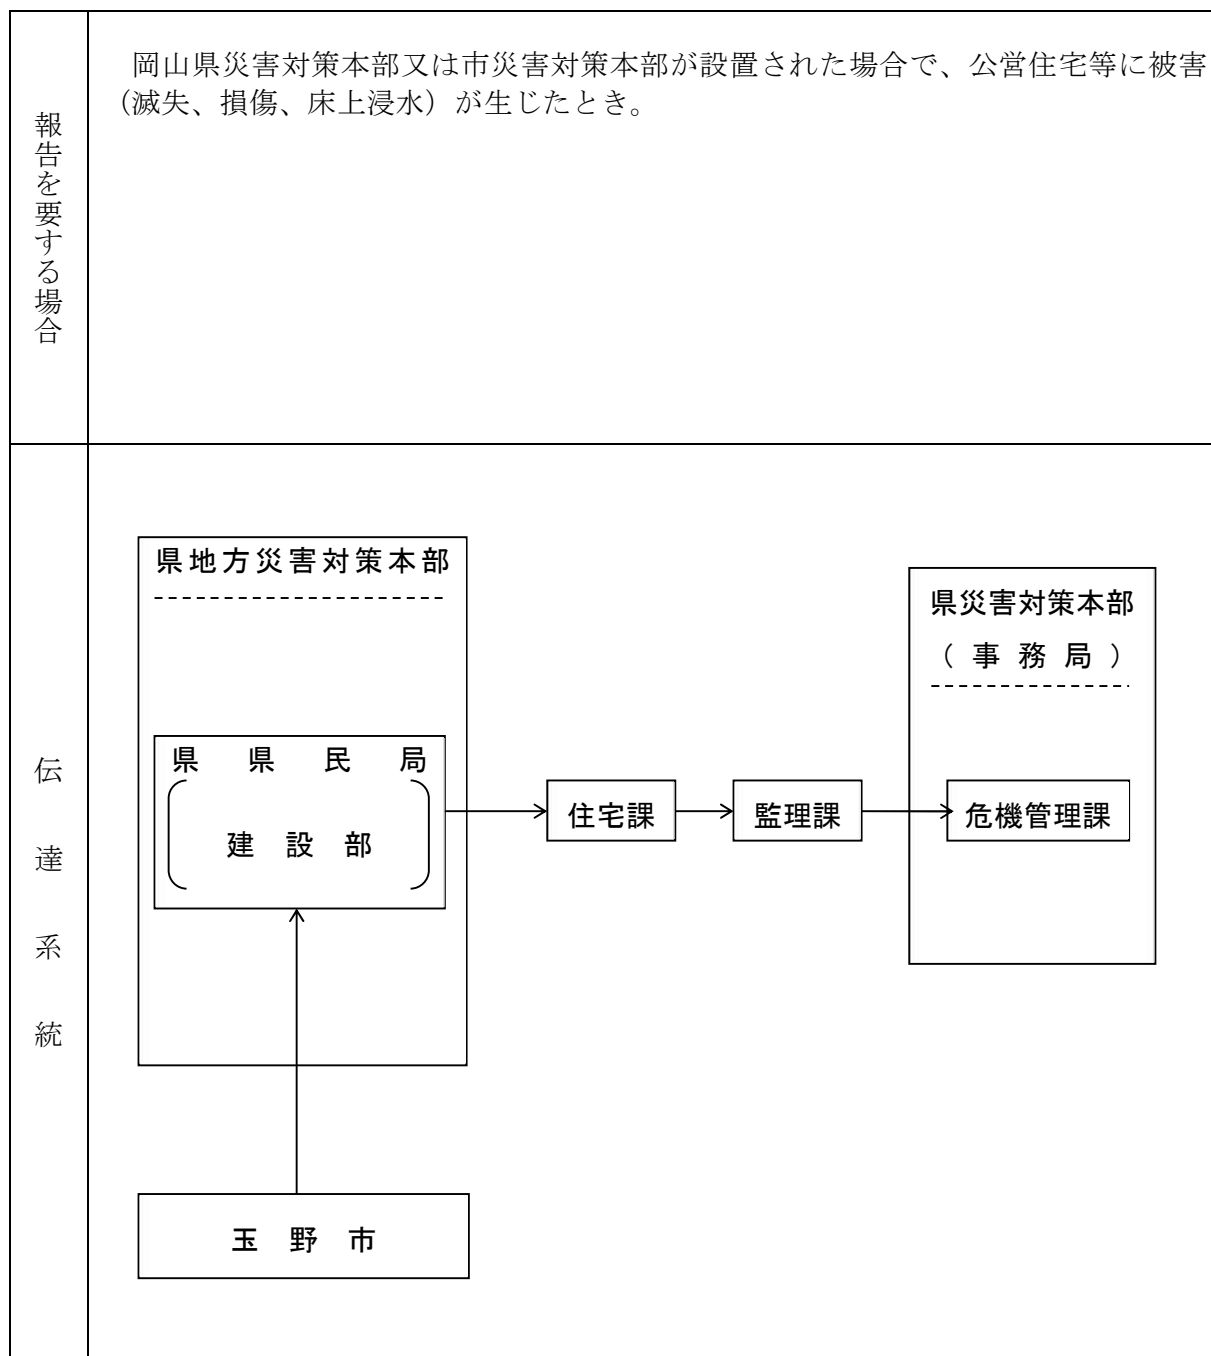 報告を要する場合
岡山県災害対策本部又は市災害対策本部が設置された場合で、公営住宅等に被害
(滅失、損傷、床上浸水）が生じたとき。
伝達系統
県地方災害対策本部
県県民局
建設部
住宅課
監理課
県災害対策本部
（事務局）
危機管理課
玉野市